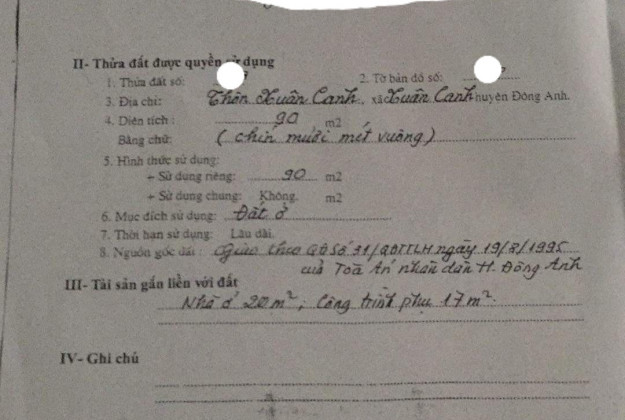 II- Thửa đất được quyền sử dụng
1. Thửa đất số:
2. Tờ bản đồ số:
3. Địa chỉ: Thôn Xuân Canh, xã Xuân Canh huyện Đông Anh.
4. Diện tích: 90 m2
Bằng chữ: (chín mươi mét vuông)
5. Hình thức sử dụng:
+ Sử dụng riêng: 90 m2
+ Sử dụng chung: Không. m2
6. Mục đích sử dụng: Đất ở
7. Thời hạn sử dụng: Lâu dài.
8. Nguồn gốc đất: Giao theo QĐ số 31/QĐTTLH ngày 19/8/1995
của Toà án nhân dân H. Đông Anh
III- Tài sản gắn liền với đất
Nhà ở 20m²; Công trình phụ 17m².
IV- Ghi chú